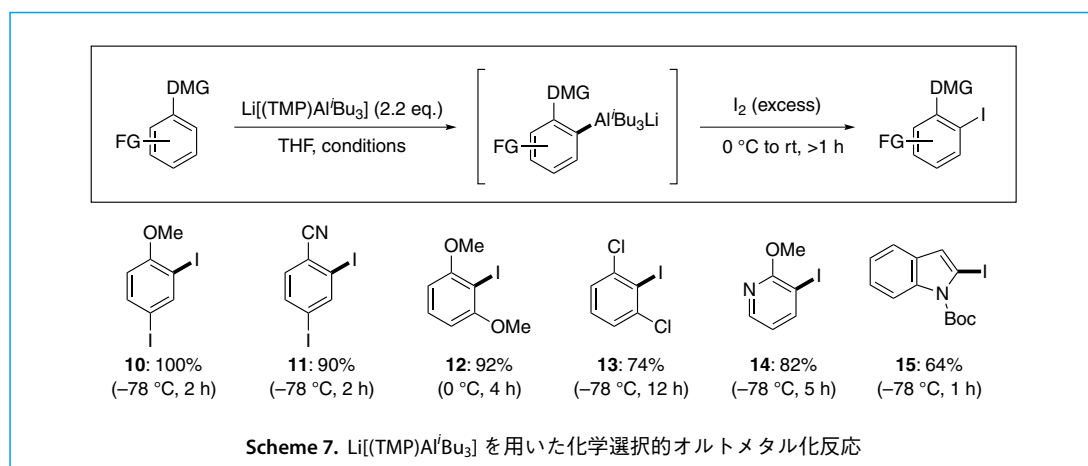 DMG
FG
Li[(TMP)AlⁱBu₃] (2.2 eq.)
THF, conditions
DMG
AlⁱBu₃Li
FG
I₂ (excess)
0 °C to rt, >1 h
DMG
I
FG
OMe
I
I
10: 100%
(–78 °C, 2 h)
CN
I
I
11: 90%
(–78 °C, 2 h)
OMe
I
OMe
12: 92%
(0 °C, 4 h)
Cl
I
Cl
13: 74%
(–78 °C, 12 h)
OMe
I
N
14: 82%
(–78 °C, 5 h)
I
N
Boc
15: 64%
(–78 °C, 1 h)
Scheme 7. Li[(TMP)AlⁱBu₃] を用いた化学選択的オルトメタル化反応